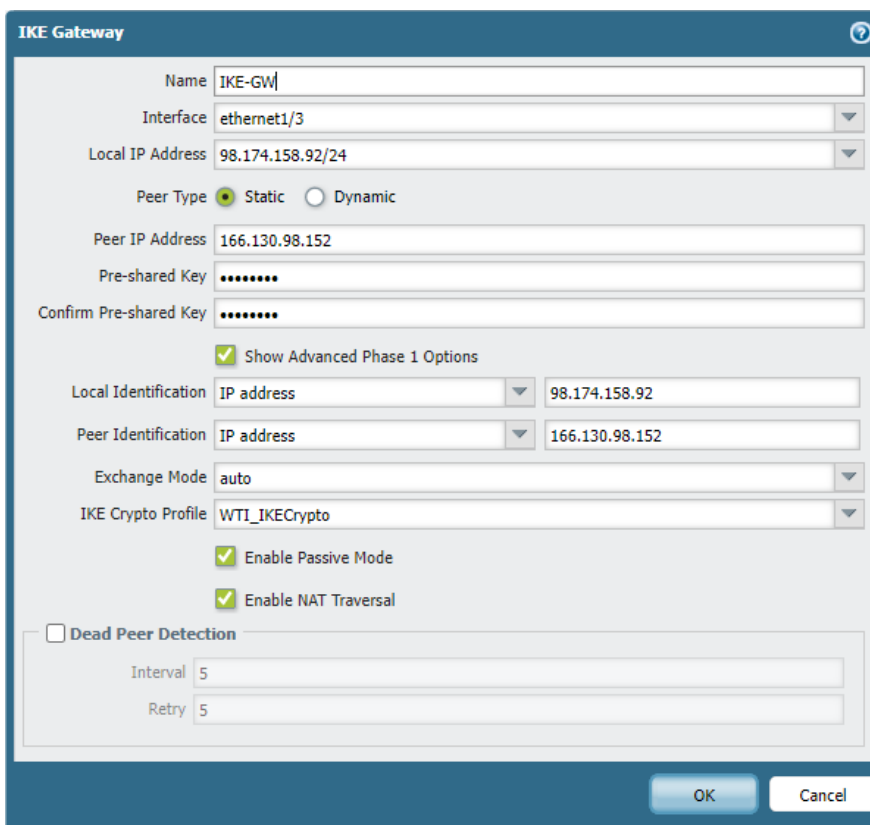 IKE Gateway
Name IKE-GW
Interface ethernet1/3
Local IP Address 98.174.158.92/24
Peer Type Static Dynamic
Peer IP Address 166.130.98.152
Pre-shared Key ••••••••
Confirm Pre-shared Key ••••••••
Show Advanced Phase 1 Options
Local Identification IP address 98.174.158.92
Peer Identification IP address 166.130.98.152
Exchange Mode auto
IKE Crypto Profile WTI_IKECrypto
Enable Passive Mode
Enable NAT Traversal
Dead Peer Detection
Interval 5
Retry 5
OK Cancel